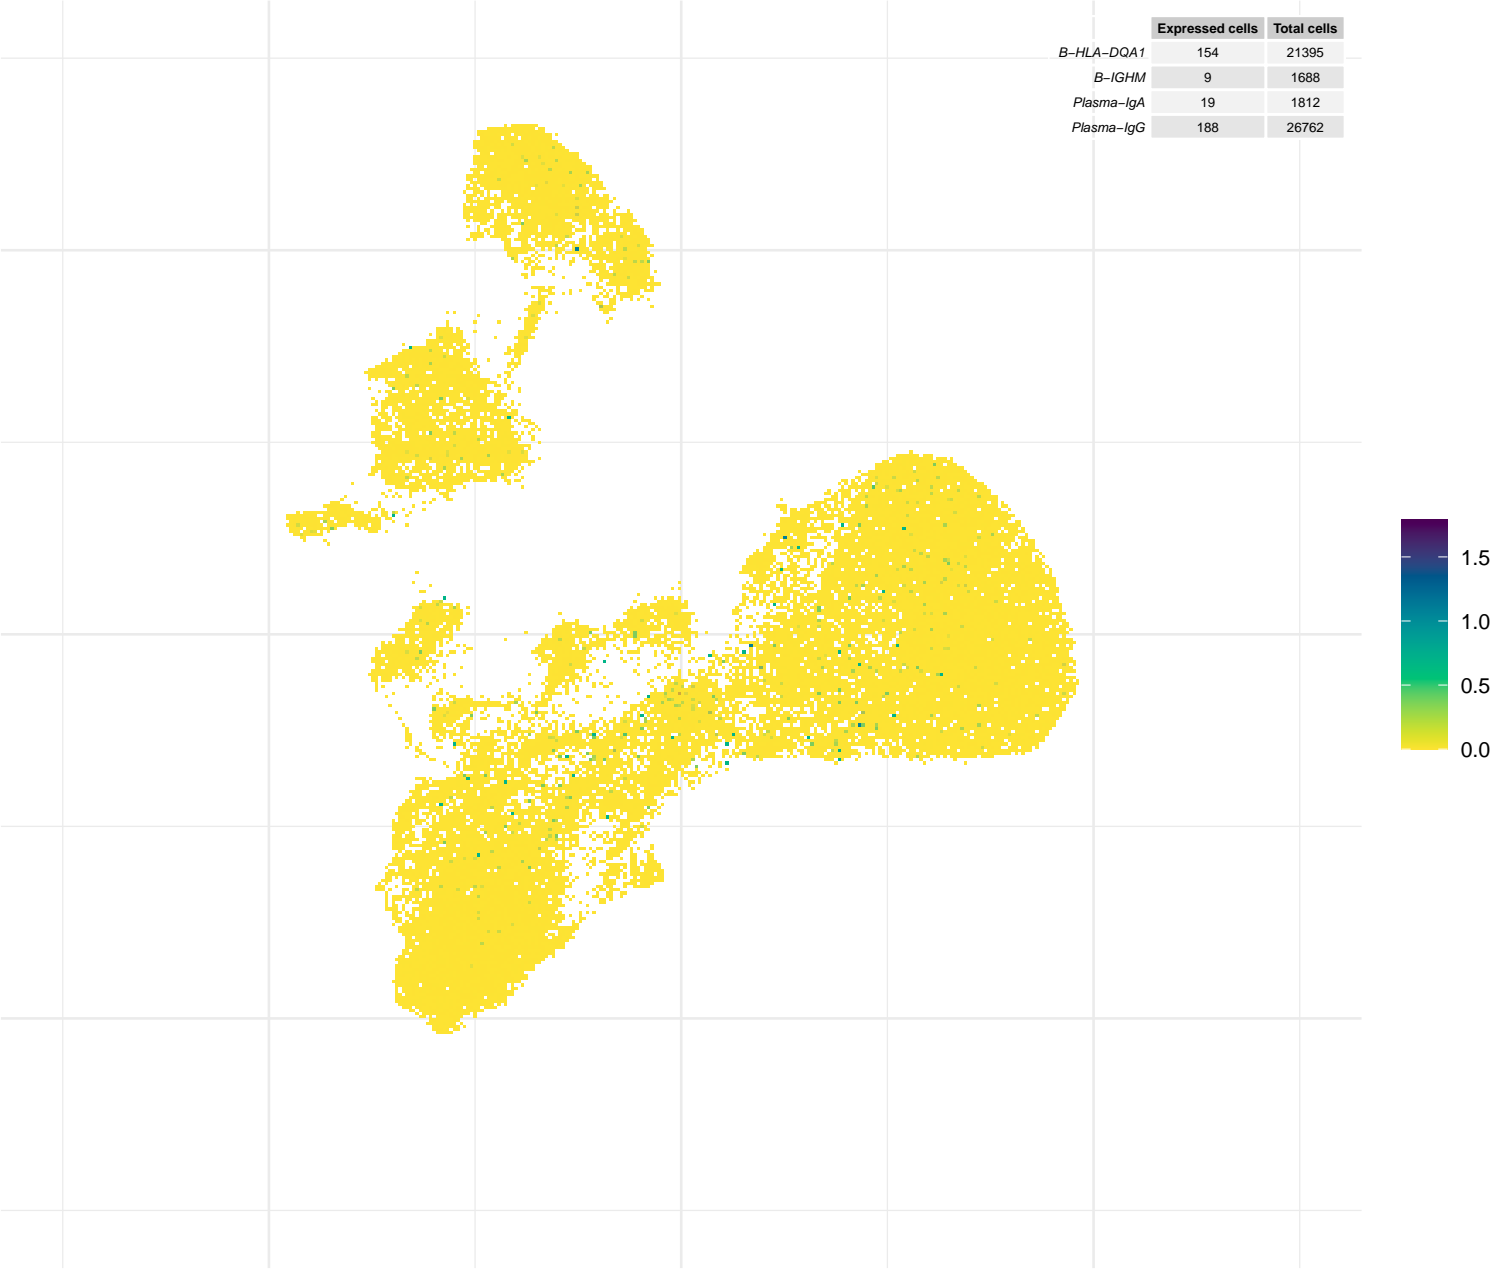 Expressed cells Total cells
B−HLA−DQA1 154 21395
B−IGHM 9 1688
Plasma−IgA 19 1812
Plasma−IgG 188 26762
1.5
1.0
0.5
0.0